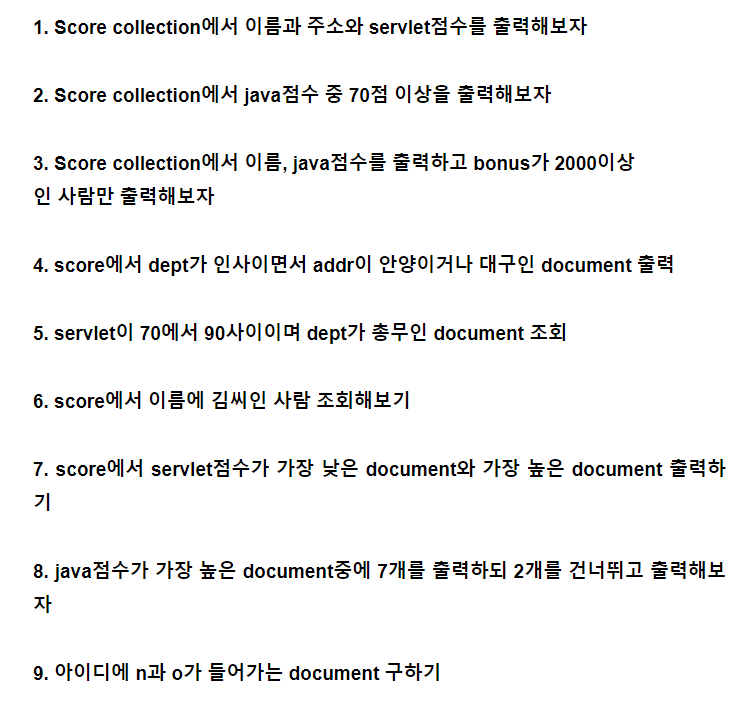 1. Score collection에서 이름과 주소와 servlet점수를 출력해보자
2. Score collection에서 java점수 중 70점 이상을 출력해보자
3. Score collection에서 이름, java점수를 출력하고 bonus가 2000이상
인 사람만 출력해보자
4. score에서 dept가 인사이면서 addr이 안양이거나 대구인 document 출력
5. servlet이 70에서 90사이이며 dept가 총무인 document 조회
6. score에서 이름에 김씨인 사람 조회해보기
7. score에서 servlet점수가 가장 낮은 document와 가장 높은 document 출력하
기
8. java점수가 가장 높은 document중에 7개를 출력하되 2개를 건너뛰고 출력해보
자
9. 아이디에 n과 o가 들어가는 document 구하기